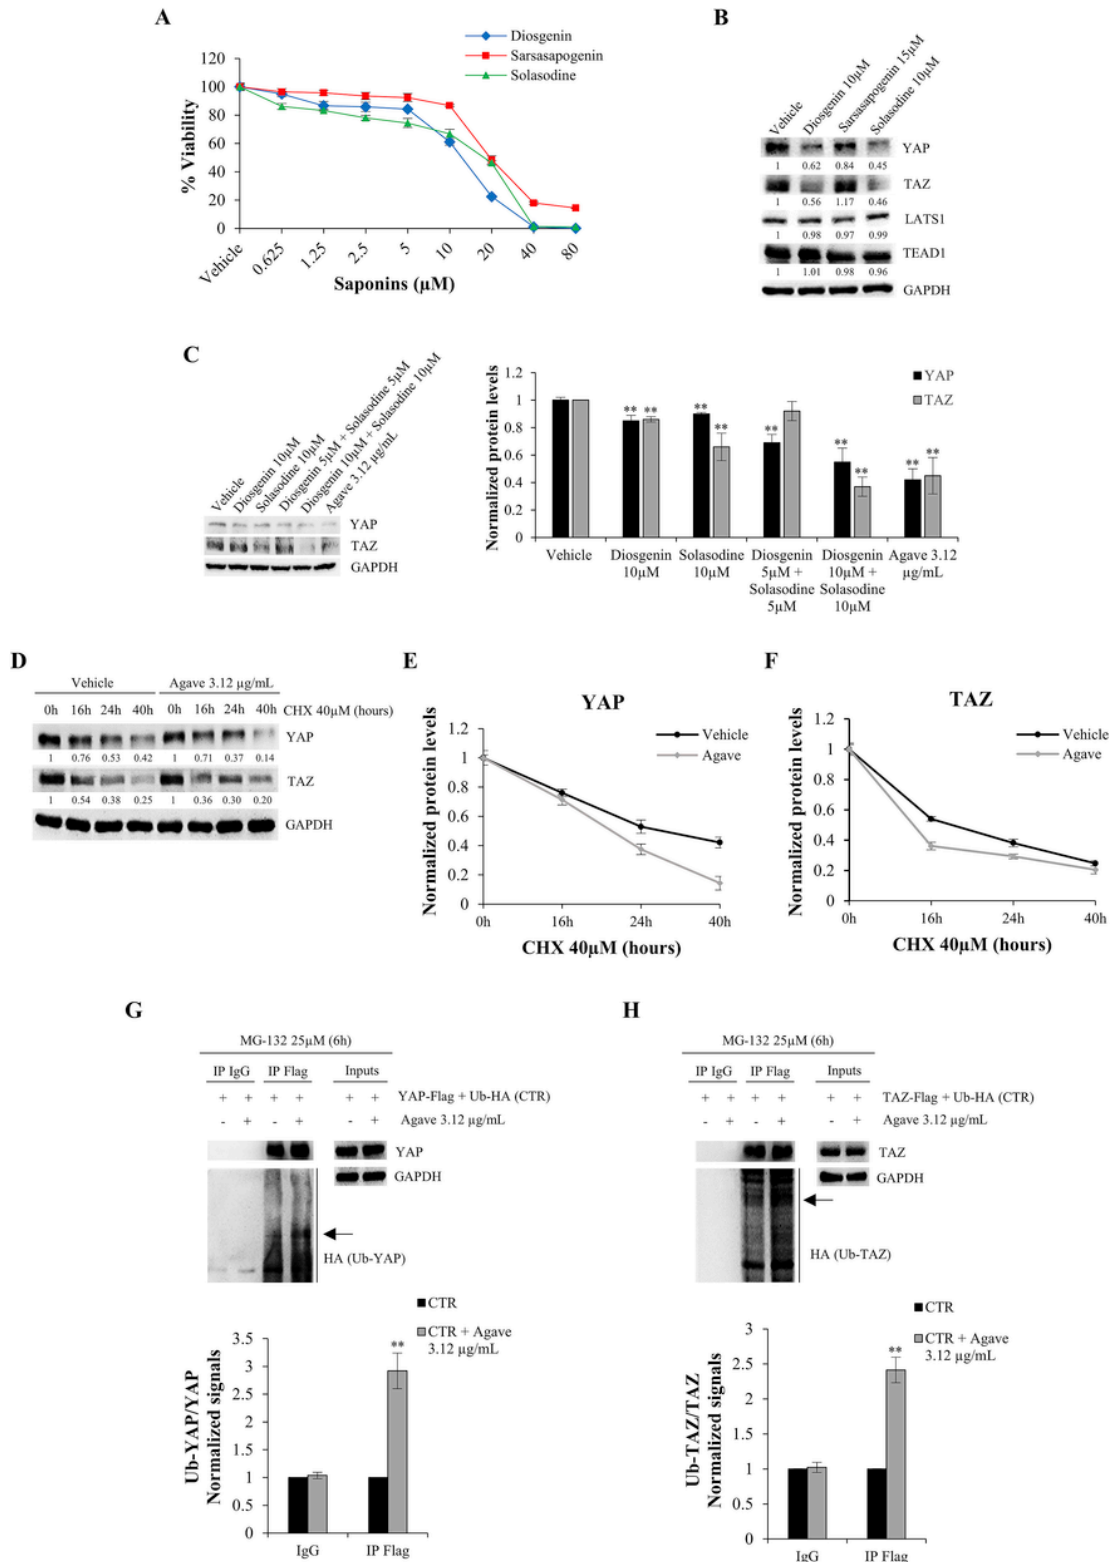 A
Diosgenin
Sarsasapogenin
Solasodine
120
100
80
60
40
20
0
% Viability
Vehicle
0.625
1.25
2.5
5
10
20
40
80
Saponins (µM)
B
Vehicle
Diosgenin 10µM
Sarsasapogenin 15µM
Solasodine 10µM
YAP
1 0.62 0.84 0.45
TAZ
1 0.56 1.17 0.46
LATS1
1 0.98 0.97 0.99
TEAD1
1 1.01 0.98 0.96
GAPDH
C
Vehicle
Diosgenin 10µM
Solasodine 10µM
Diosgenin 5µM + Solasodine 5µM
Diosgenin 10µM + Solasodine 10µM
Agave 3.12 µg/mL
YAP
TAZ
GAPDH
Normalized protein levels
1.2
1
0.8
0.6
0.4
0.2
0
YAP
TAZ
** ** ** ** ** ** ** ** **
Vehicle
Diosgenin
10µM
Solasodine
10µM
Diosgenin
5µM +
Solasodine
5µM
Diosgenin
10µM +
Solasodine
10µM
Agave 3.12
µg/mL
D
Vehicle Agave 3.12 µg/mL
0h 16h 24h 40h 0h 16h 24h 40h CHX 40µM (hours)
YAP
1 0.76 0.53 0.42 1 0.71 0.37 0.14
TAZ
1 0.54 0.38 0.25 1 0.36 0.30 0.20
GAPDH
E
YAP
Normalized protein levels
1.2
1
0.8
0.6
0.4
0.2
0
Vehicle
Agave
0h 16h 24h 40h
CHX 40µM (hours)
F
TAZ
Normalized protein levels
1.2
1
0.8
0.6
0.4
0.2
0
Vehicle
Agave
0h 16h 24h 40h
CHX 40µM (hours)
G
MG-132 25µM (6h)
IP IgG IP Flag Inputs
+ + + + + + YAP-Flag + Ub-HA (CTR)
- + - + - + Agave 3.12 µg/mL
YAP
GAPDH
HA (Ub-YAP)
CTR
CTR + Agave
3.12 µg/mL
Ub-YAP/YAP
Normalized signals
3.5
3
2.5
2
1.5
1
0.5
0
**
IgG IP Flag
H
MG-132 25µM (6h)
IP IgG IP Flag Inputs
+ + + + + + TAZ-Flag + Ub-HA (CTR)
- + - + - + Agave 3.12 µg/mL
TAZ
GAPDH
HA (Ub-TAZ)
CTR
CTR + Agave
3.12 µg/mL
Ub-TAZ/TAZ
Normalized signals
3
2.5
2
1.5
1
0.5
0
**
IgG IP Flag